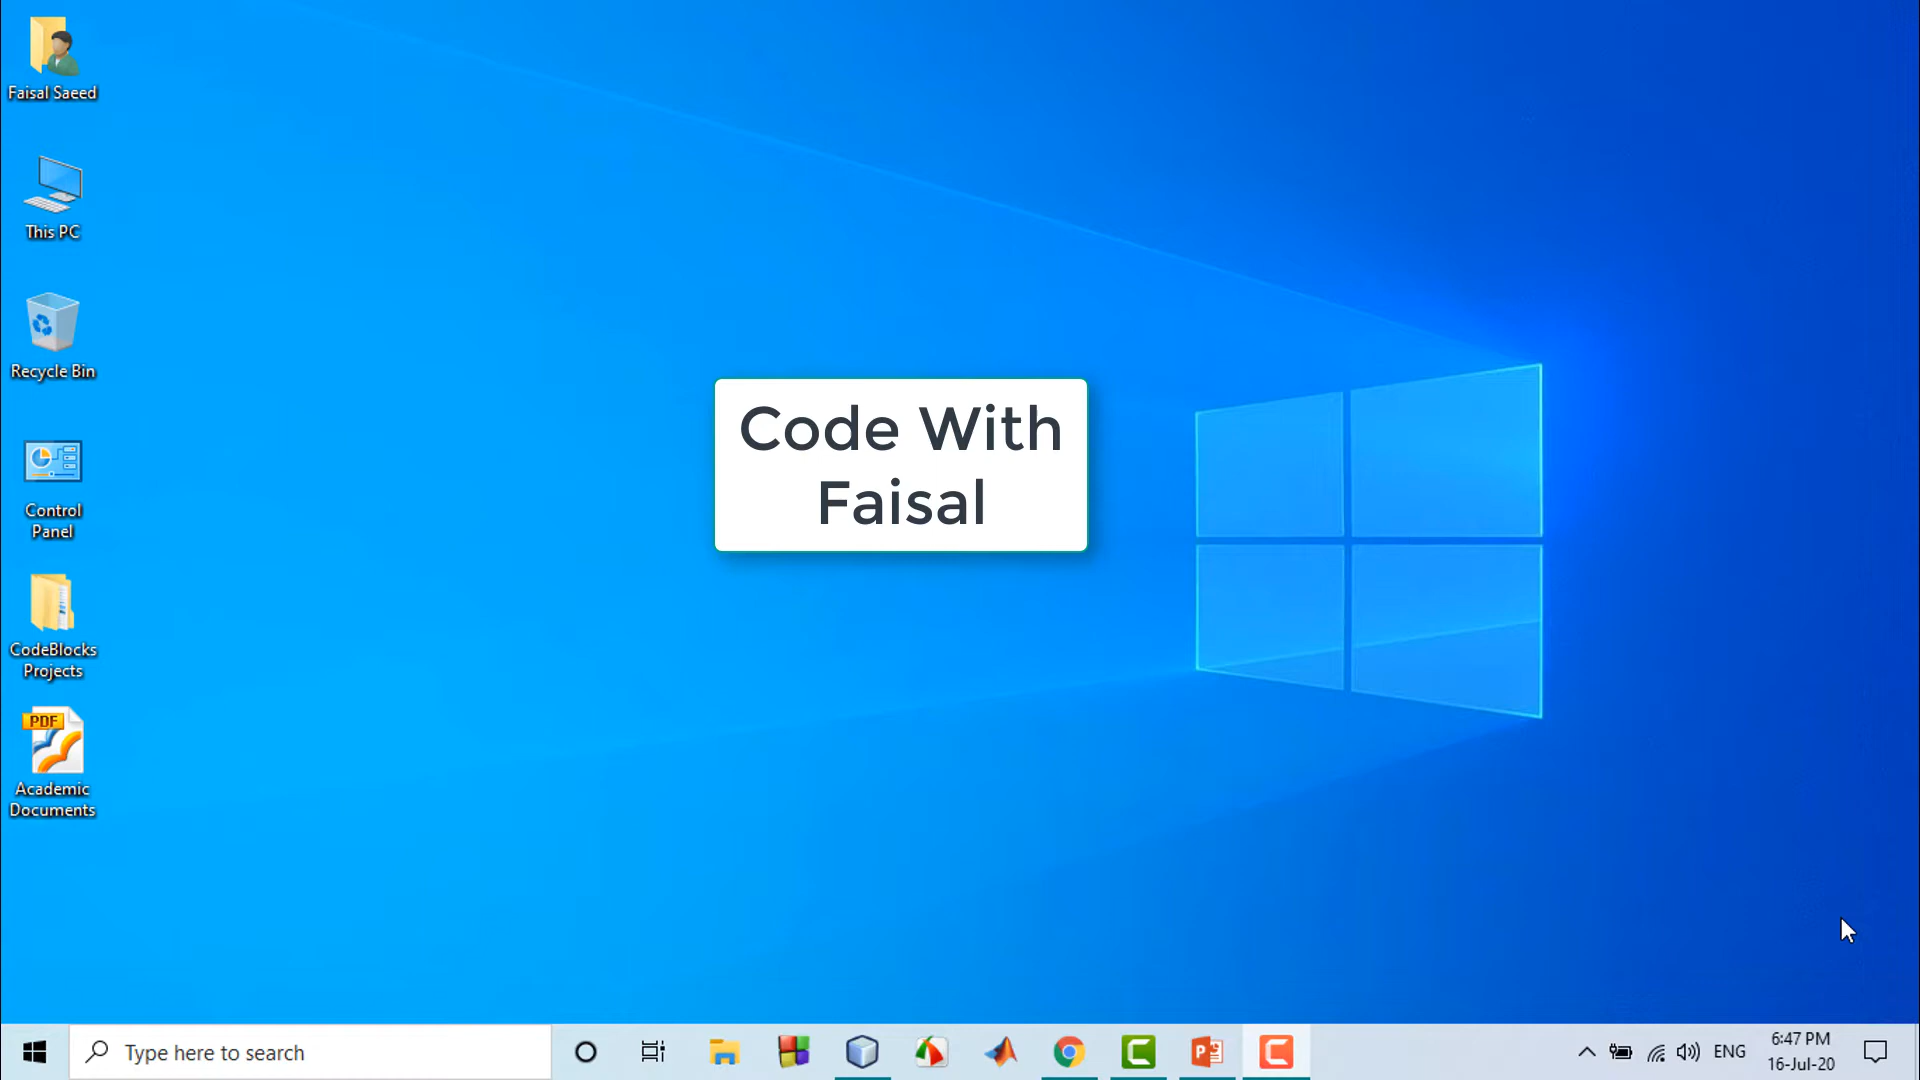 Faisal Saeed
This PC
Recycle Bin
Control
Panel
CodeBlocks
Projects
PDF
Academic
Documents
Code With
Faisal
Type here to search
P
ENG
6:47 PM
16-Jul-20